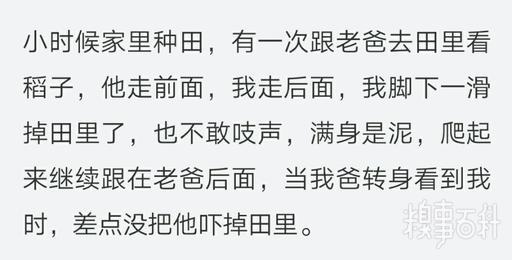 小时候家里种田，有一次跟老爸去田里看
稻子，他走前面，我走后面，我脚下一滑
掉田里了，也不敢吱声，满身是泥，爬起
来继续跟在老爸后面，当我爸转身看到我
时，差点没把他吓掉田里。
糗事百科